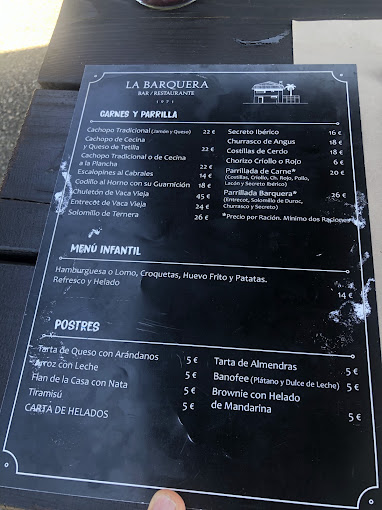 LA BARQUERA
BAR / RESTAURANTE
1971
CARNES Y PARRILLA
Cachopo Tradicional (Jamón y Queso) 22 €
Cachopo de Cecina
y Queso de Tetilla 22 €
Cachopo Tradicional o de Cecina
a la Plancha 22 €
Escalopines al Cabrales 14 €
Codillo al Horno con su Guarnición 18 €
Chuletón de Vaca Vieja 45 €
Entrecot de Vaca Vieja 24 €
Solomillo de Ternera 26 €
Secreto Ibérico 16 €
Churrasco de Angus 18 €
Costillas de Cerdo 18 €
Chorizo Criollo o Rojo 6 €
Parrillada de Carne* 20 €
(Costillas, Criollo, Ch. Rojo, Pollo,
Lacón y Secreto Ibérico)
Parrillada Barquera* 26 €
(Entrecot, Solomillo de Duroc,
Churrasco y Secreto)
*Precio por Ración. Mínimo dos Raciones
MENÚ INFANTIL
Hamburguesa o Lomo, Croquetas, Huevo Frito y Patatas.
Refresco y Helado 14 €
POSTRES
Tarta de Queso con Arándanos 5 €
Arroz con Leche 5 €
Flan de la Casa con Nata 5 €
Tiramisú 5 €
CARTA DE HELADOS
Tarta de Almendras 5 €
Banofee (Plátano y Dulce de Leche) 5 €
Brownie con Helado
de Mandarina 5 €